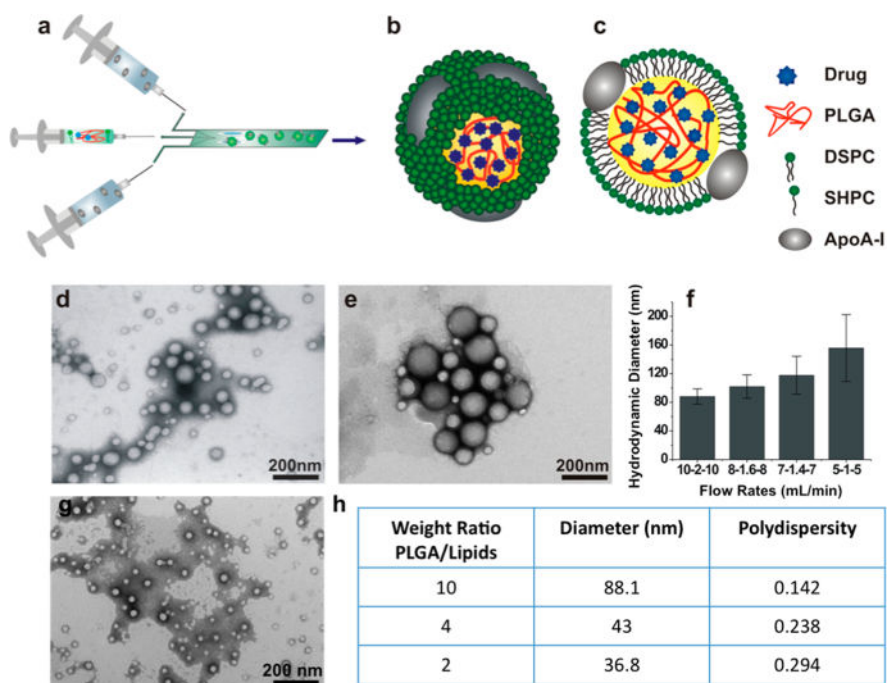 a
b
c
Drug
PLGA
DSPC
SHPC
ApoA-I
d
200nm
e
200nm
f
Hydrodynamic Diameter (nm)
200
160
120
80
40
0
10-2-10 8-1.6-8 7-1.4-7 5-1-5
Flow Rates (mL/min)
g
200 nm
h
Weight Ratio PLGA/Lipids Diameter (nm) Polydispersity
10 88.1 0.142
4 43 0.238
2 36.8 0.294